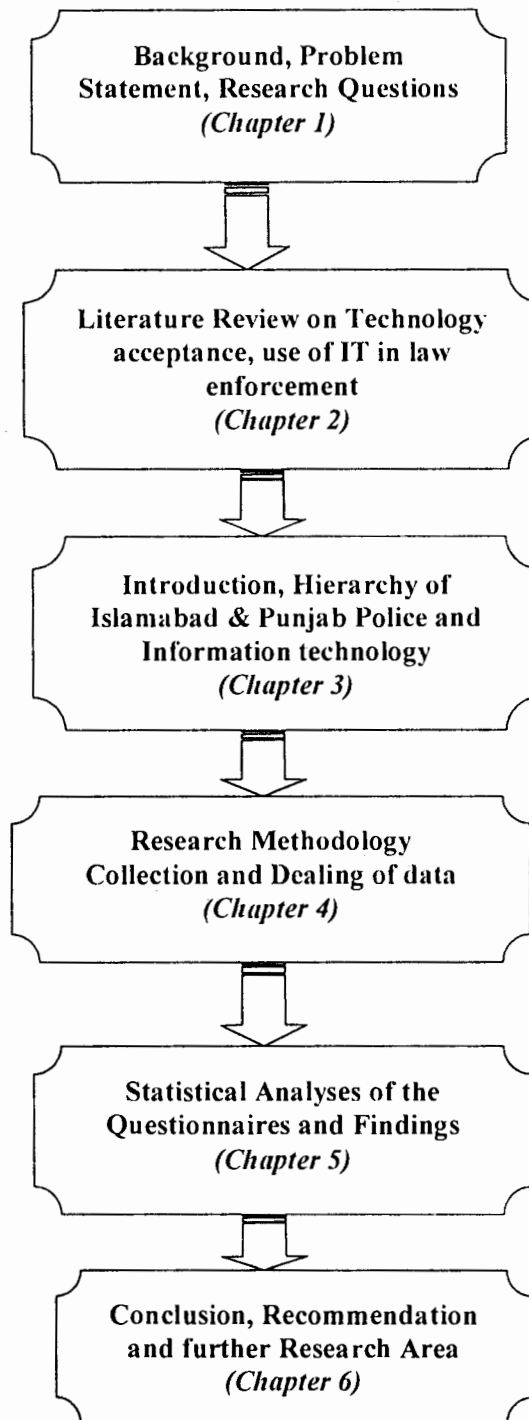 Background, Problem
Statement, Research Questions
(Chapter 1)
Literature Review on Technology
acceptance, use of IT in law
enforcement
(Chapter 2)
Introduction, Hierarchy of
Islamabad & Punjab Police and
Information technology
(Chapter 3)
Research Methodology
Collection and Dealing of data
(Chapter 4)
Statistical Analyses of the
Questionnaires and Findings
(Chapter 5)
Conclusion, Recommendation
and further Research Area
(Chapter 6)